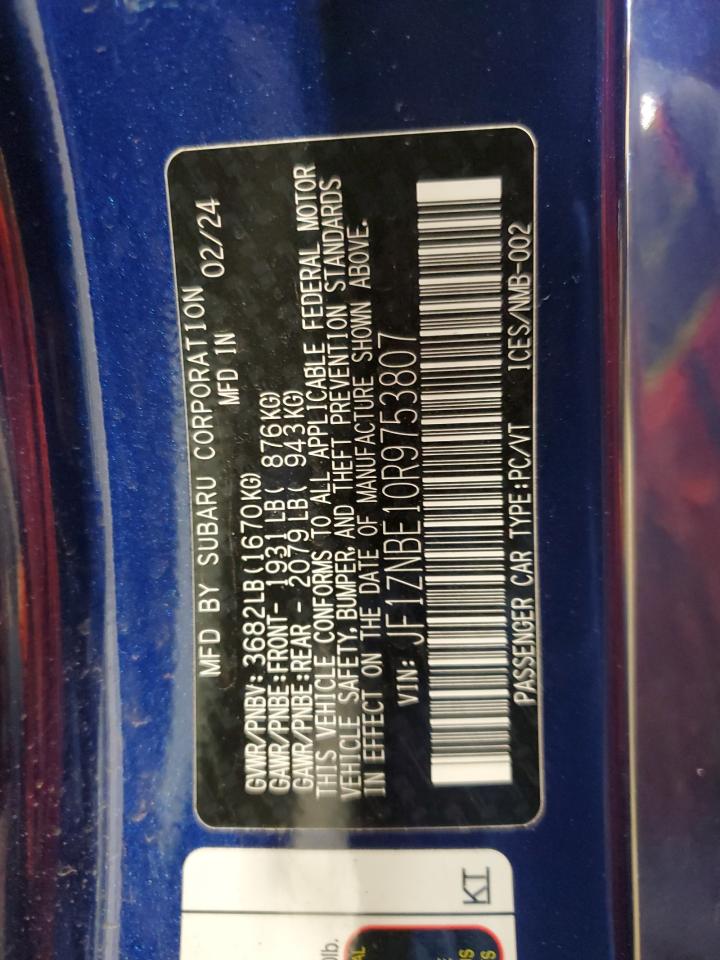 MFD BY SUBARU CORPORATION
MFD IN 02/24
GVWR/PNBV: 3682LB(1670KG)
GAWR/PNBE:FRONT- 1931LB( 876KG)
GAWR/PNBE:REAR - 2079LB( 943KG)
THIS VEHICLE CONFORMS TO ALL APPLICABLE FEDERAL MOTOR
VEHICLE SAFETY, BUMPER, AND THEFT PREVENTION STANDARDS
IN EFFECT ON THE DATE OF MANUFACTURE SHOWN ABOVE.
VIN: JF1ZNBE10R9753807
PASSENGER CAR TYPE:PC/VT ICES/NMB-002
KI
lb.